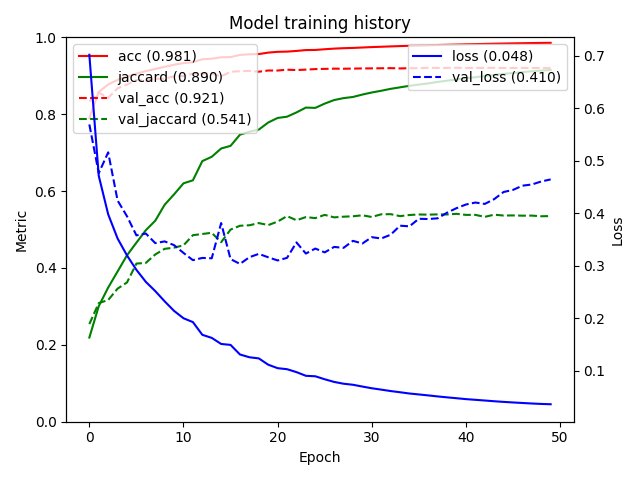 Model training history
acc (0.981)
jaccard (0.890)
val_acc (0.921)
val_jaccard (0.541)
loss (0.048)
val_loss (0.410)
1.0
0.8
0.6
0.4
0.2
0.0
Metric
0.7
0.6
0.5
0.4
0.3
0.2
0.1
Loss
0 10 20 30 40 50
Epoch